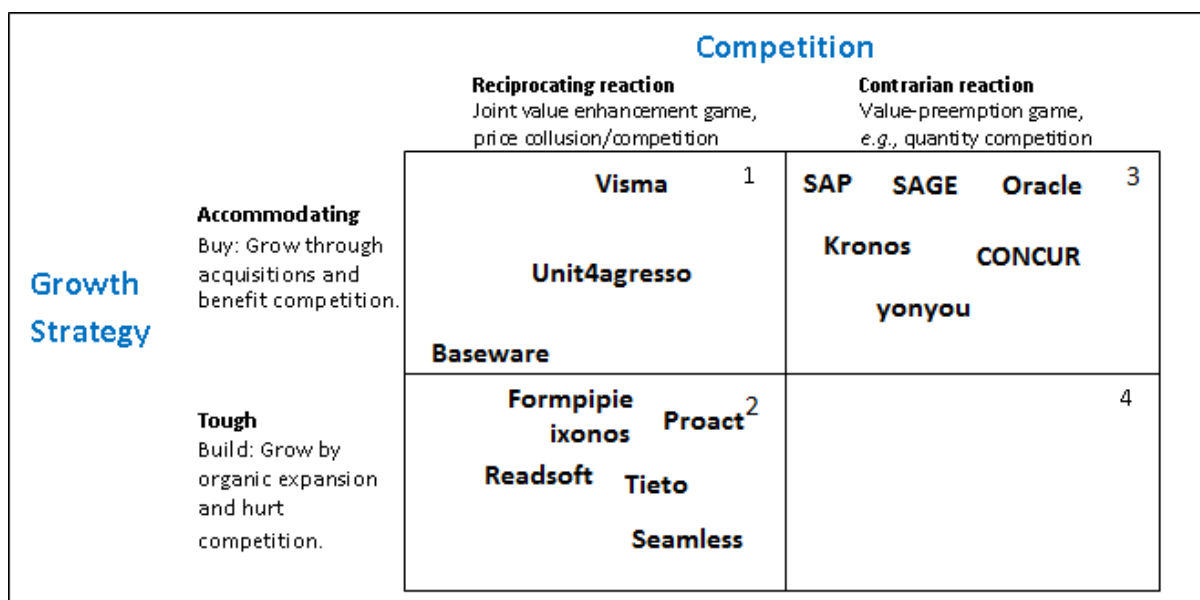 Competition
Reciprocating reaction
Joint value enhancement game,
price collusion/competition
Contrarian reaction
Value-preemption game,
e.g., quantity competition
Growth
Strategy
Accommodating
Buy: Grow through
acquisitions and
benefit competition.
Visma
1
Unit4agresso
Baseware
SAP SAGE Oracle
3
Kronos
CONCUR
yonyou
Tough
Build: Grow by
organic expansion
and hurt
competition.
Formpipie
ixonos
Proact
2
Readsoft
Tieto
Seamless
4